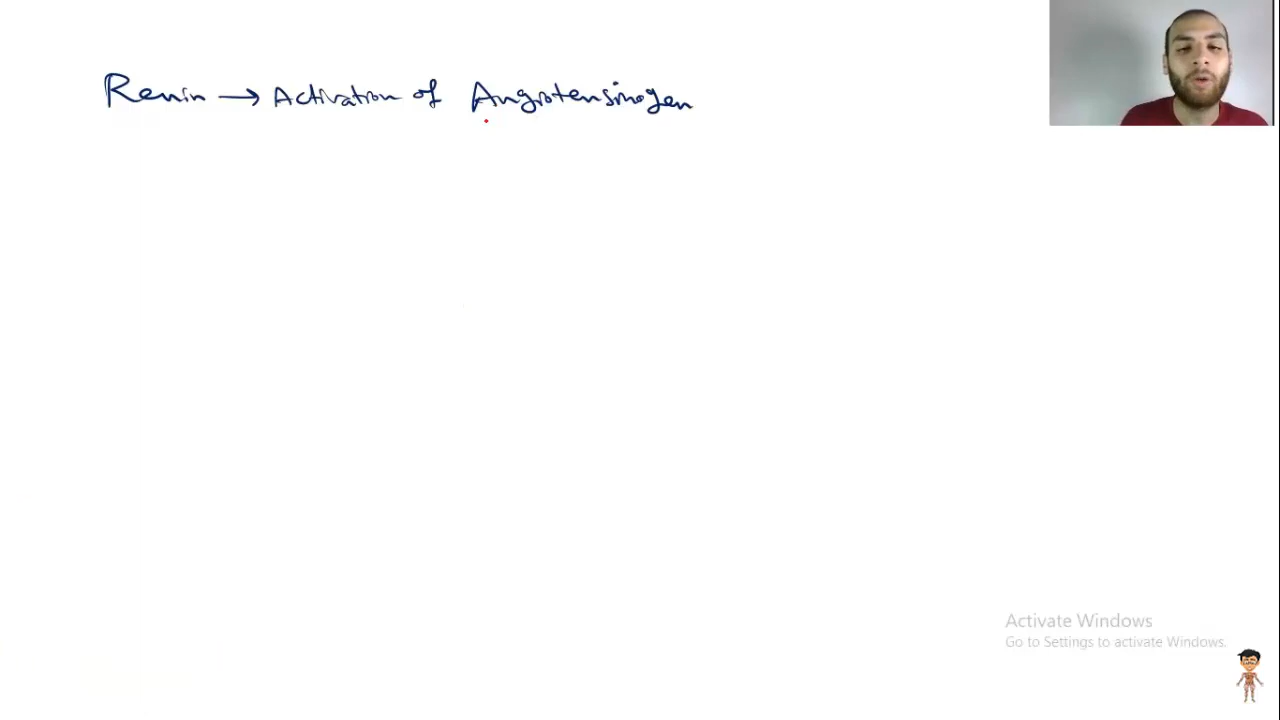 Renin → Activation of Angiotensinogen
Activate Windows
Go to Settings to activate Windows.